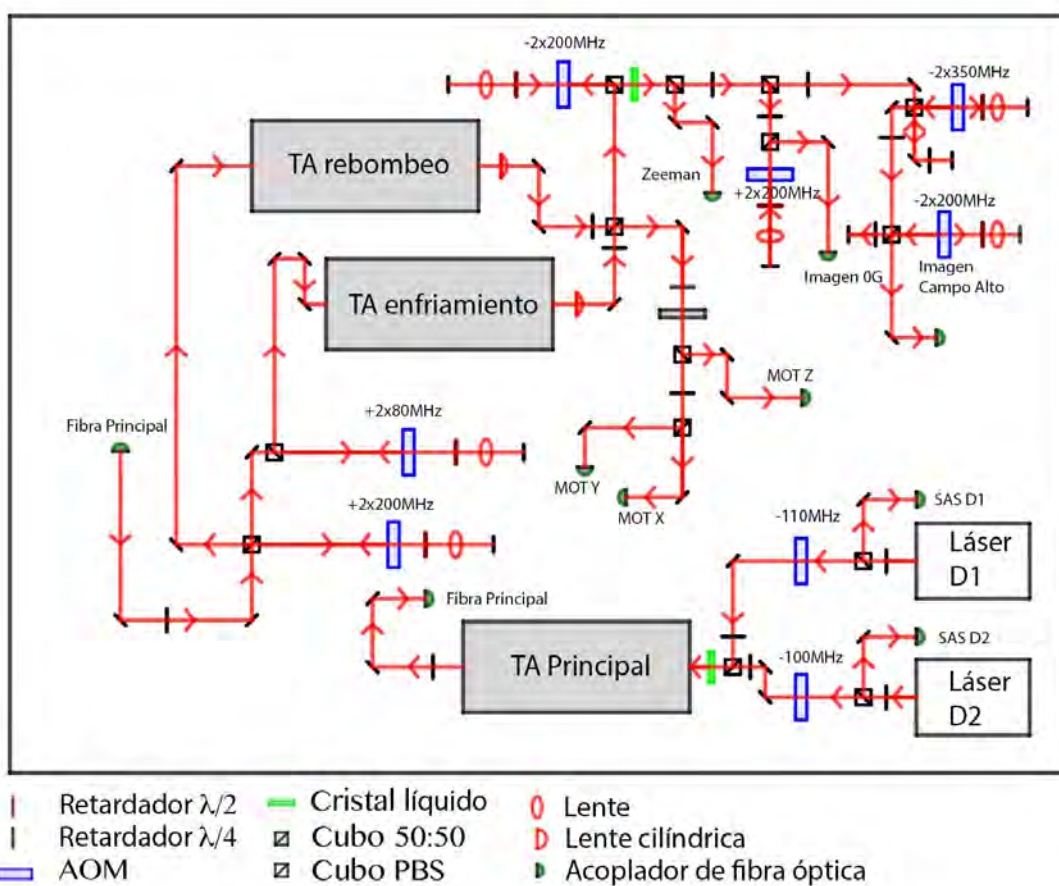 -2x200MHz
-2x350MHz
TA rebombeo
Zeeman
+2x200MHz
-2x200MHz
Imagen 0G
Imagen
Campo Alto
TA enfriamiento
MOT Z
Fibra Principal
+2x80MHz
MOT Y
MOT X
+2x200MHz
SAS D1
-110MHz
Láser
D1
Fibra Principal
TA Principal
SAS D2
-100MHz
Láser
D2
Retardador λ/2
Cristal líquido
Lente
Retardador λ/4
Cubo 50:50
Lente cilíndrica
AOM
Cubo PBS
Acoplador de fibra óptica